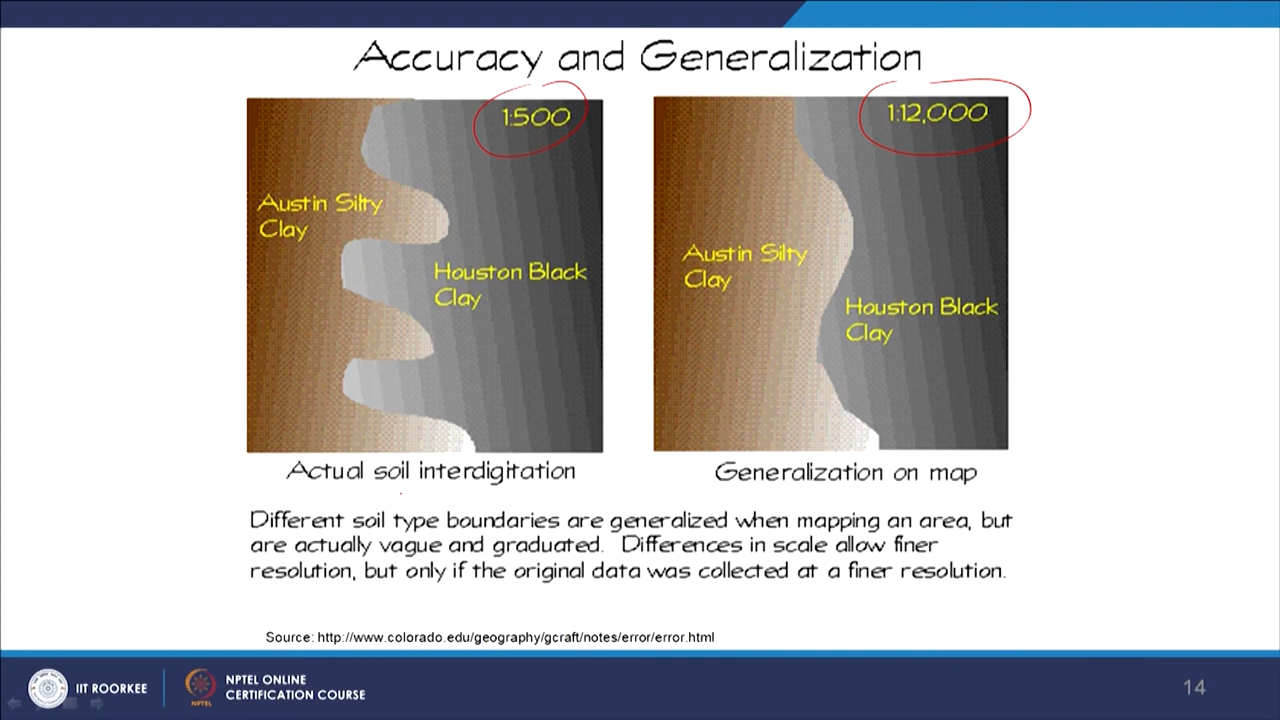 Accuracy and Generalization
1:500
Austin Silty
Clay
Houston Black
Clay
Actual soil interdigitation
1:12,000
Austin Silty
Clay
Houston Black
Clay
Generalization on map
Different soil type boundaries are generalized when mapping an area, but
are actually vague and graduated. Differences in scale allow finer
resolution, but only if the original data was collected at a finer resolution.
Source: http://www.colorado.edu/geography/gcraft/notes/error/error.html
IIT ROORKEE
NPTEL
NPTEL ONLINE
CERTIFICATION COURSE
14